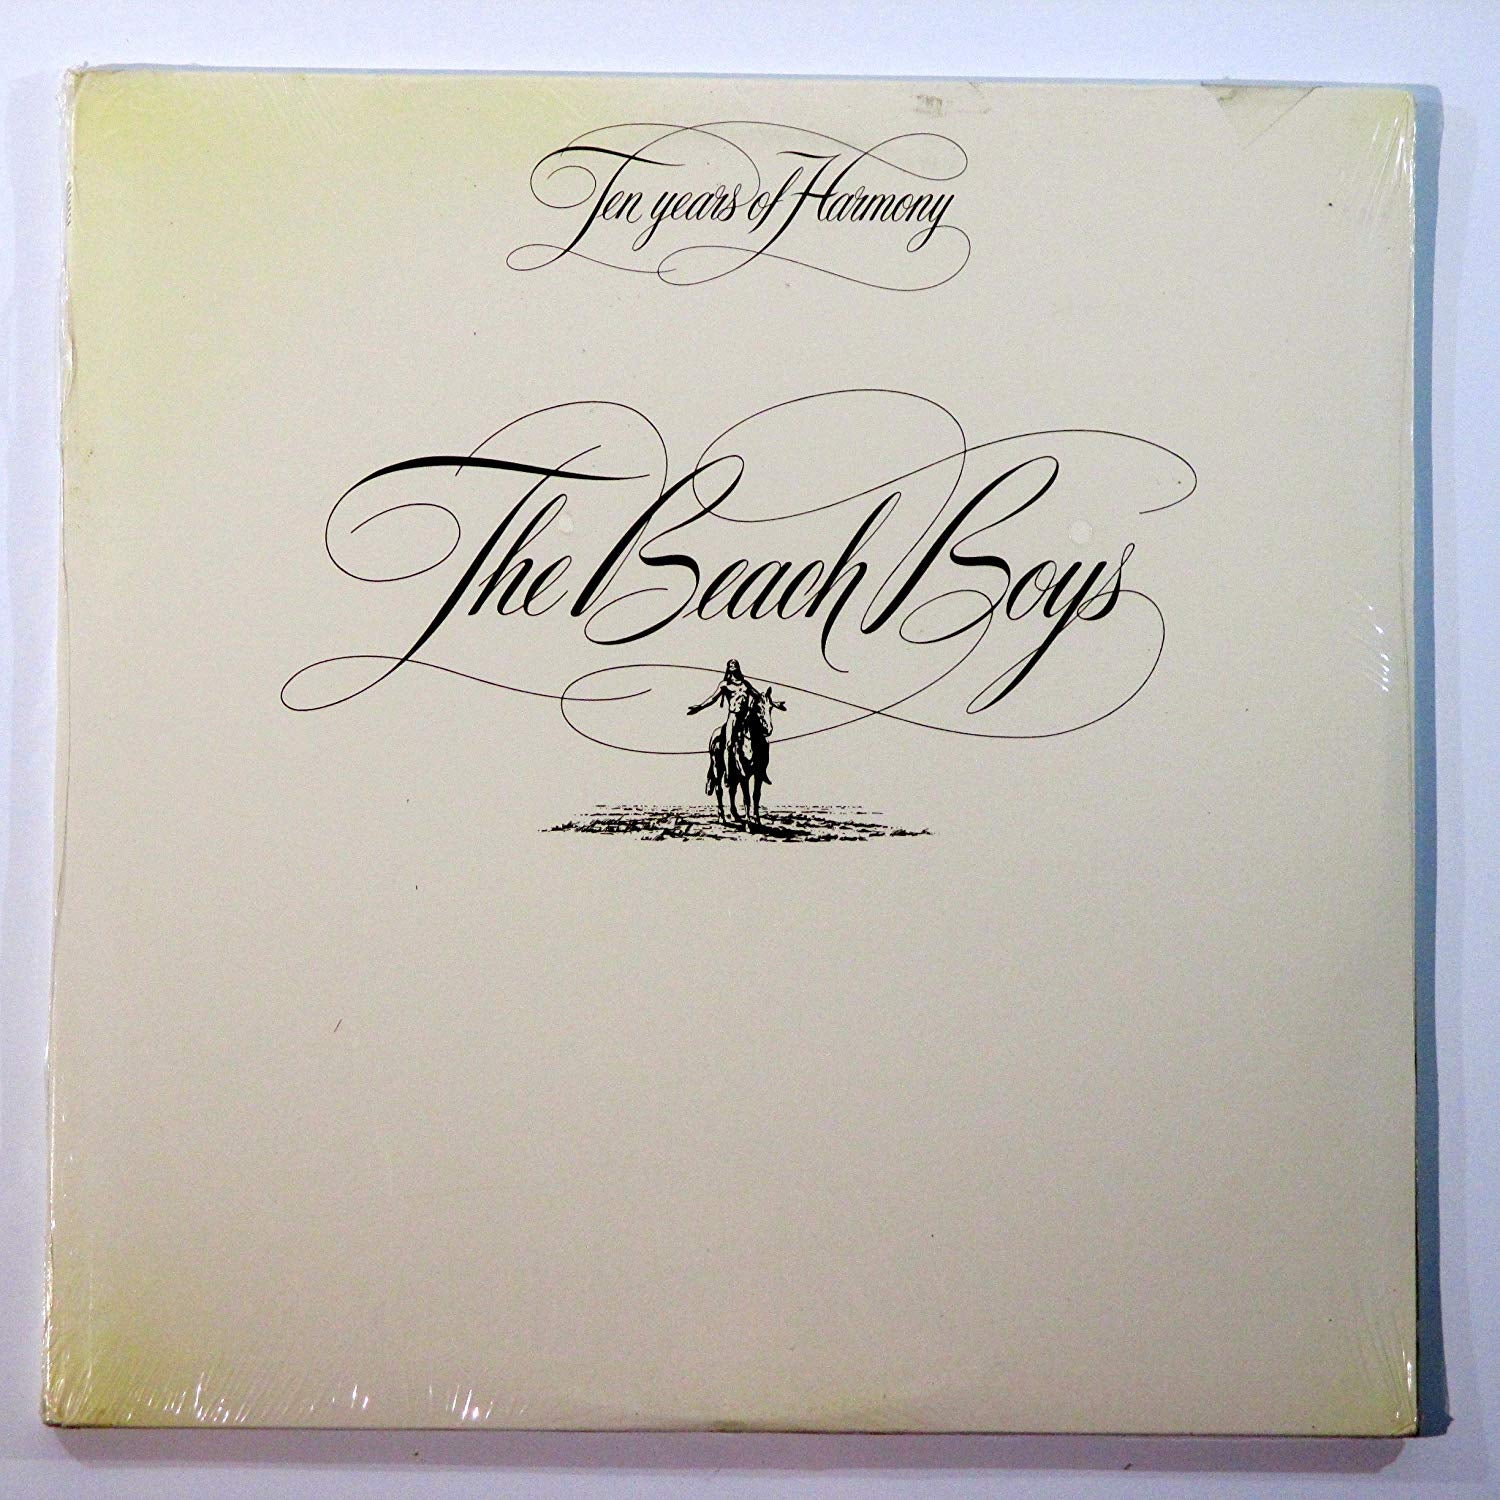 Ten years of Harmony
The Beach Boys